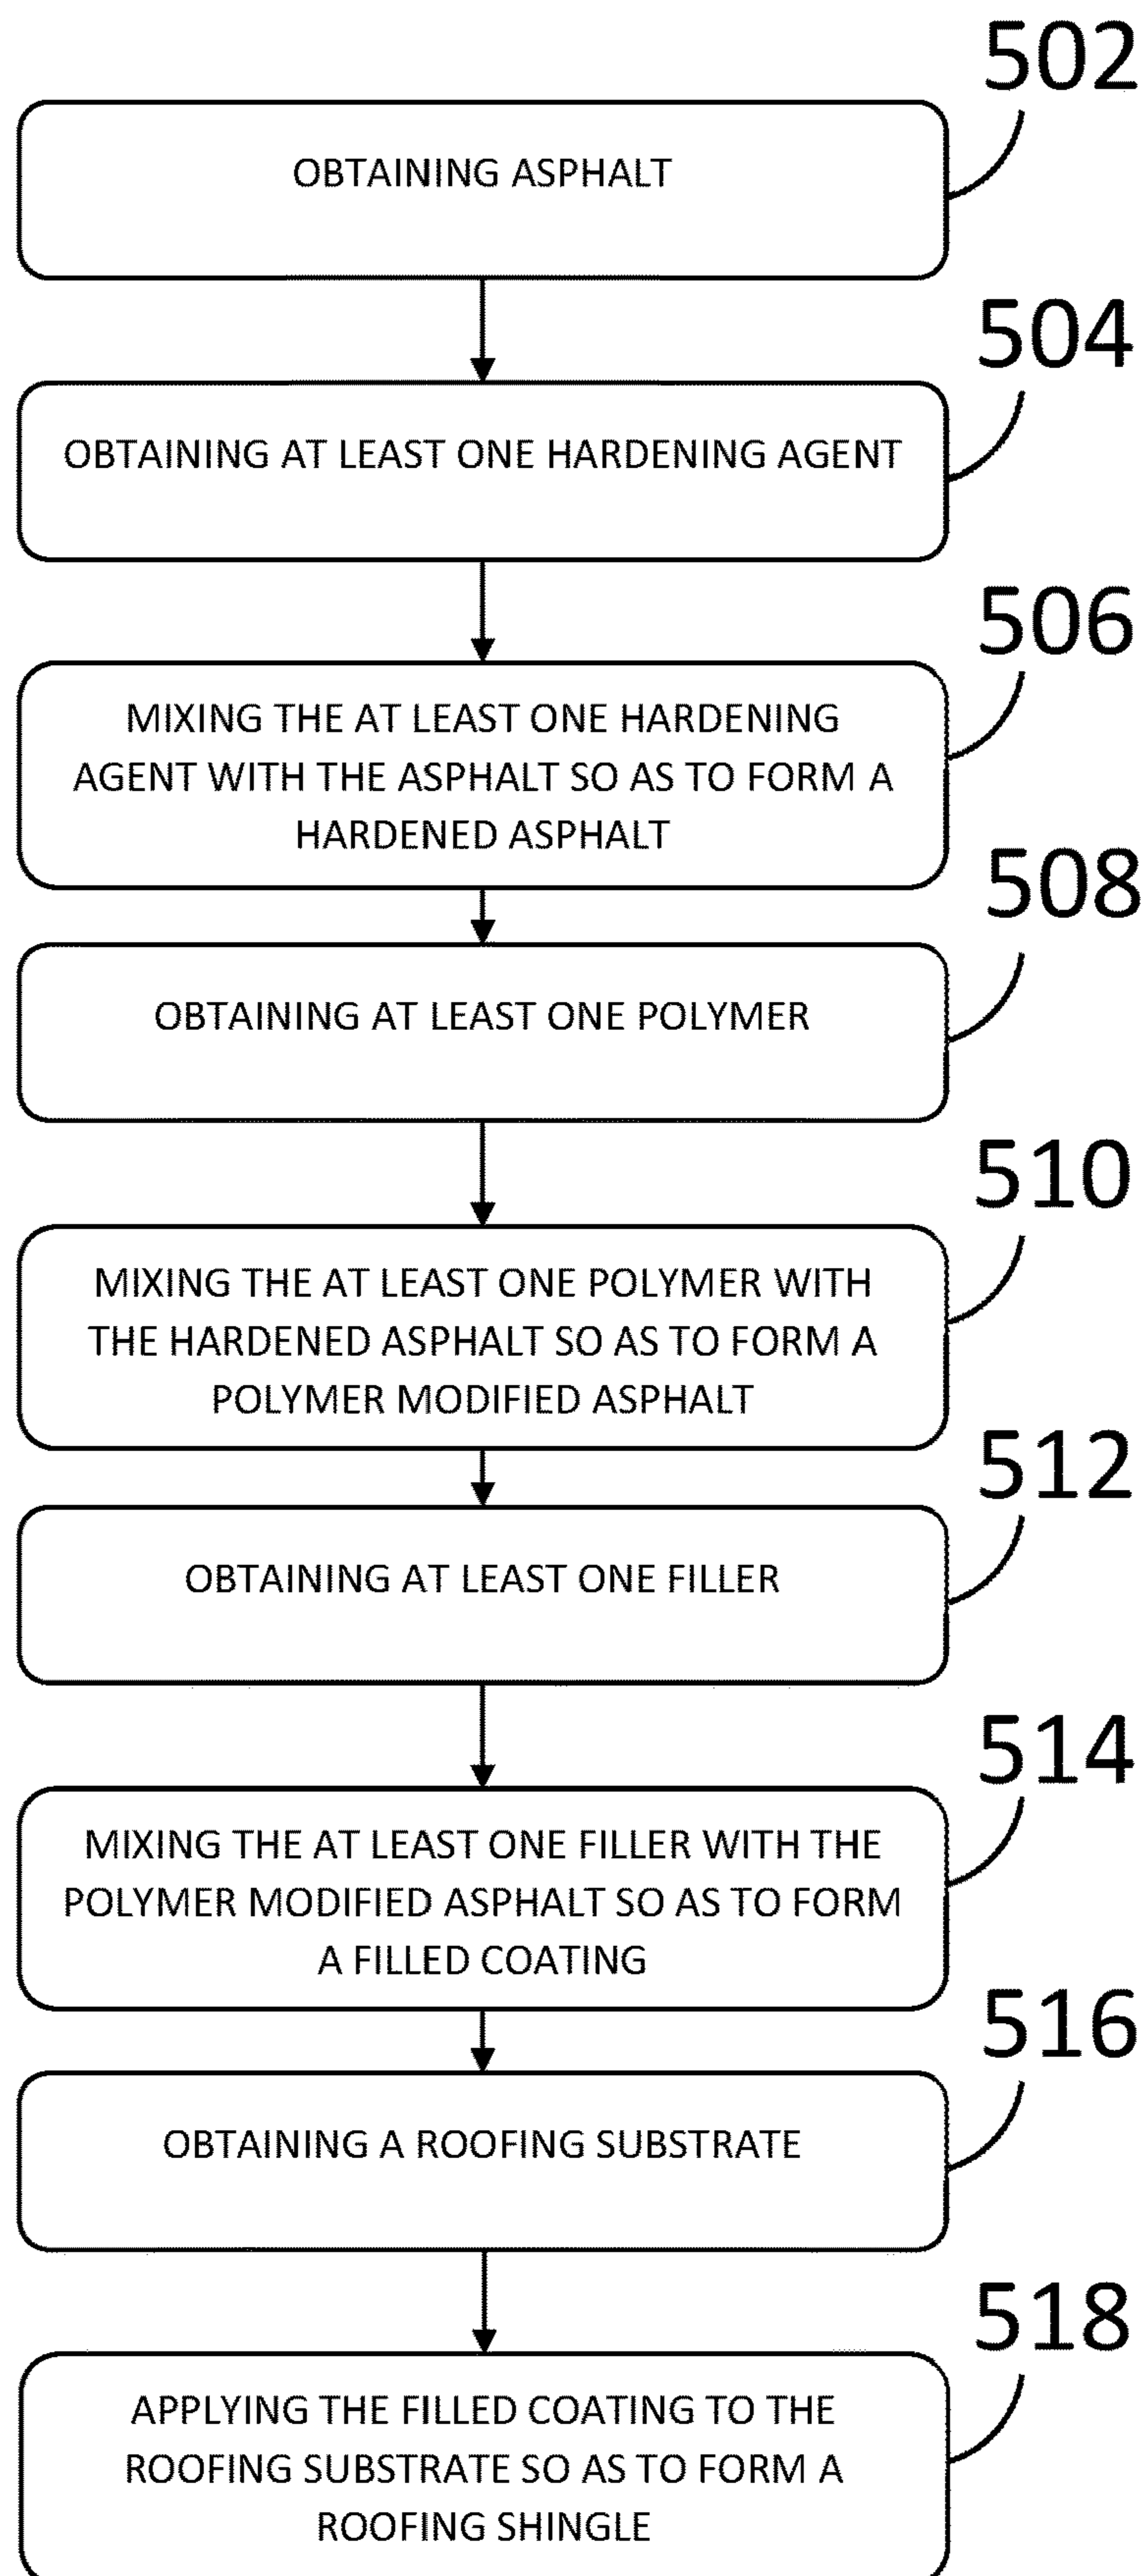 502
OBTAINING ASPHALT
504
OBTAINING AT LEAST ONE HARDENING AGENT
506
MIXING THE AT LEAST ONE HARDENING
AGENT WITH THE ASPHALT SO AS TO FORM A
HARDENED ASPHALT
508
OBTAINING AT LEAST ONE POLYMER
510
MIXING THE AT LEAST ONE POLYMER WITH
THE HARDENED ASPHALT SO AS TO FORM A
POLYMER MODIFIED ASPHALT
512
OBTAINING AT LEAST ONE FILLER
514
MIXING THE AT LEAST ONE FILLER WITH THE
POLYMER MODIFIED ASPHALT SO AS TO FORM
A FILLED COATING
516
OBTAINING A ROOFING SUBSTRATE
518
APPLYING THE FILLED COATING TO THE
ROOFING SUBSTRATE SO AS TO FORM A
ROOFING SHINGLE